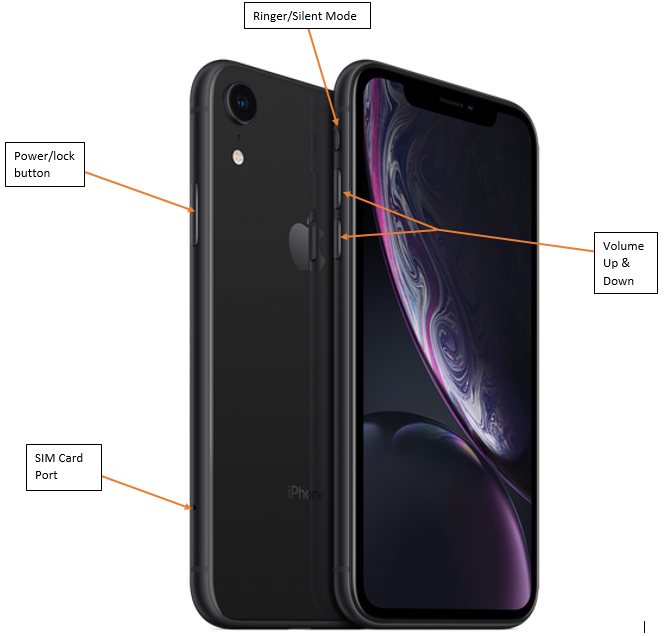 Ringer/Silent Mode
Power/lock
button
Volume
Up &
Down
SIM Card
Port
iPhone